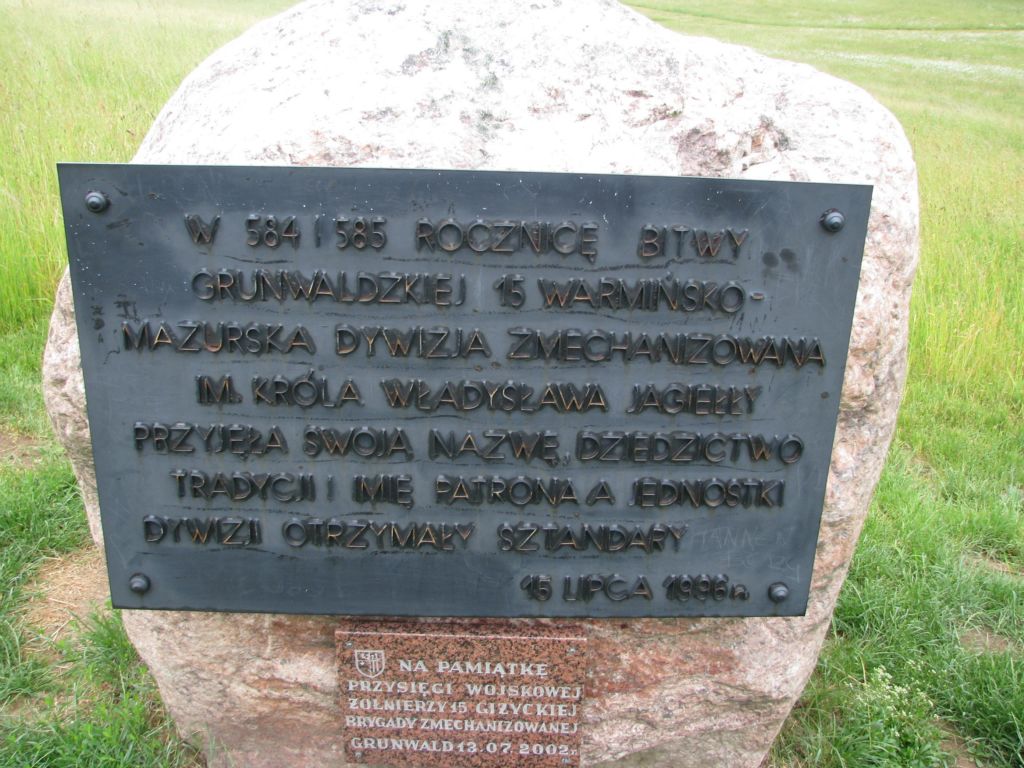 W 584 I 585 ROCZNICĘ BITWY
GRUNWALDZKIEJ 15 WARMIŃSKO-
MAZURSKA DYWIZJA ZMECHANIZOWANA
IM. KRÓLA WŁADYSŁAWA JAGIEŁŁY
PRZYJĘŁA SWOJĄ NAZWĘ, DZIEDZICTWO
TRADYCJI I IMIĘ PATRONA, A JEDNOSTKI
DYWIZJI OTRZYMAŁY SZTANDARY
15 LIPCA 1996 r.
NA PAMIĄTKĘ
PRZYSIĘGI WOJSKOWEJ
ŻOŁNIERZY 15 GIŻYCKIEJ
BRYGADY ZMECHANIZOWANEJ
GRUNWALD 13.07.2002 r.